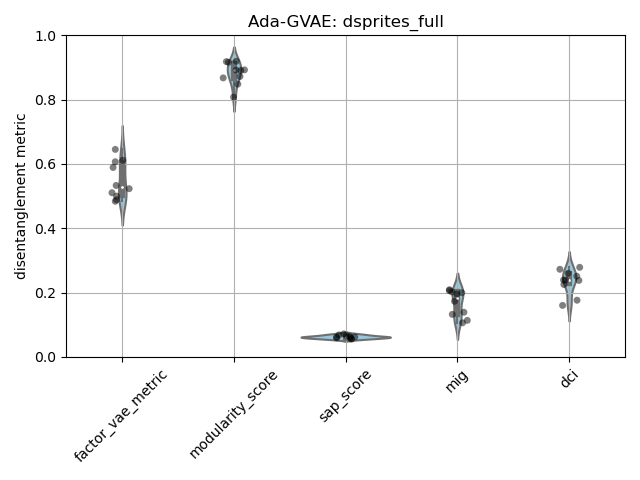 Ada-GVAE: dsprites_full
disentanglement metric
1.0
0.8
0.6
0.4
0.2
0.0
factor_vae_metric
modularity_score
sap_score
mig
dci